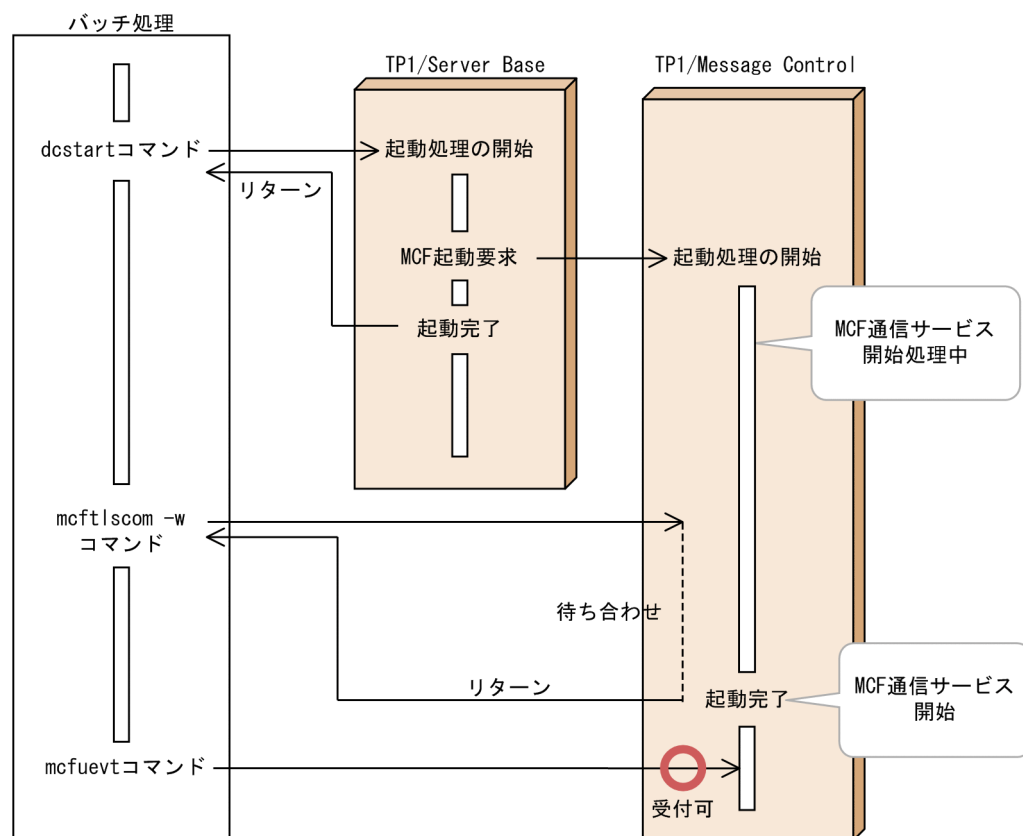 バッチ処理
TP1/Server Base
TP1/Message Control
dcstartコマンド
起動処理の開始
リターン
MCF起動要求
起動処理の開始
起動完了
MCF通信サービス
開始処理中
mcftlscom -w
コマンド
待ち合わせ
リターン
起動完了
MCF通信サービス
開始
mcfuevtコマンド
受付可